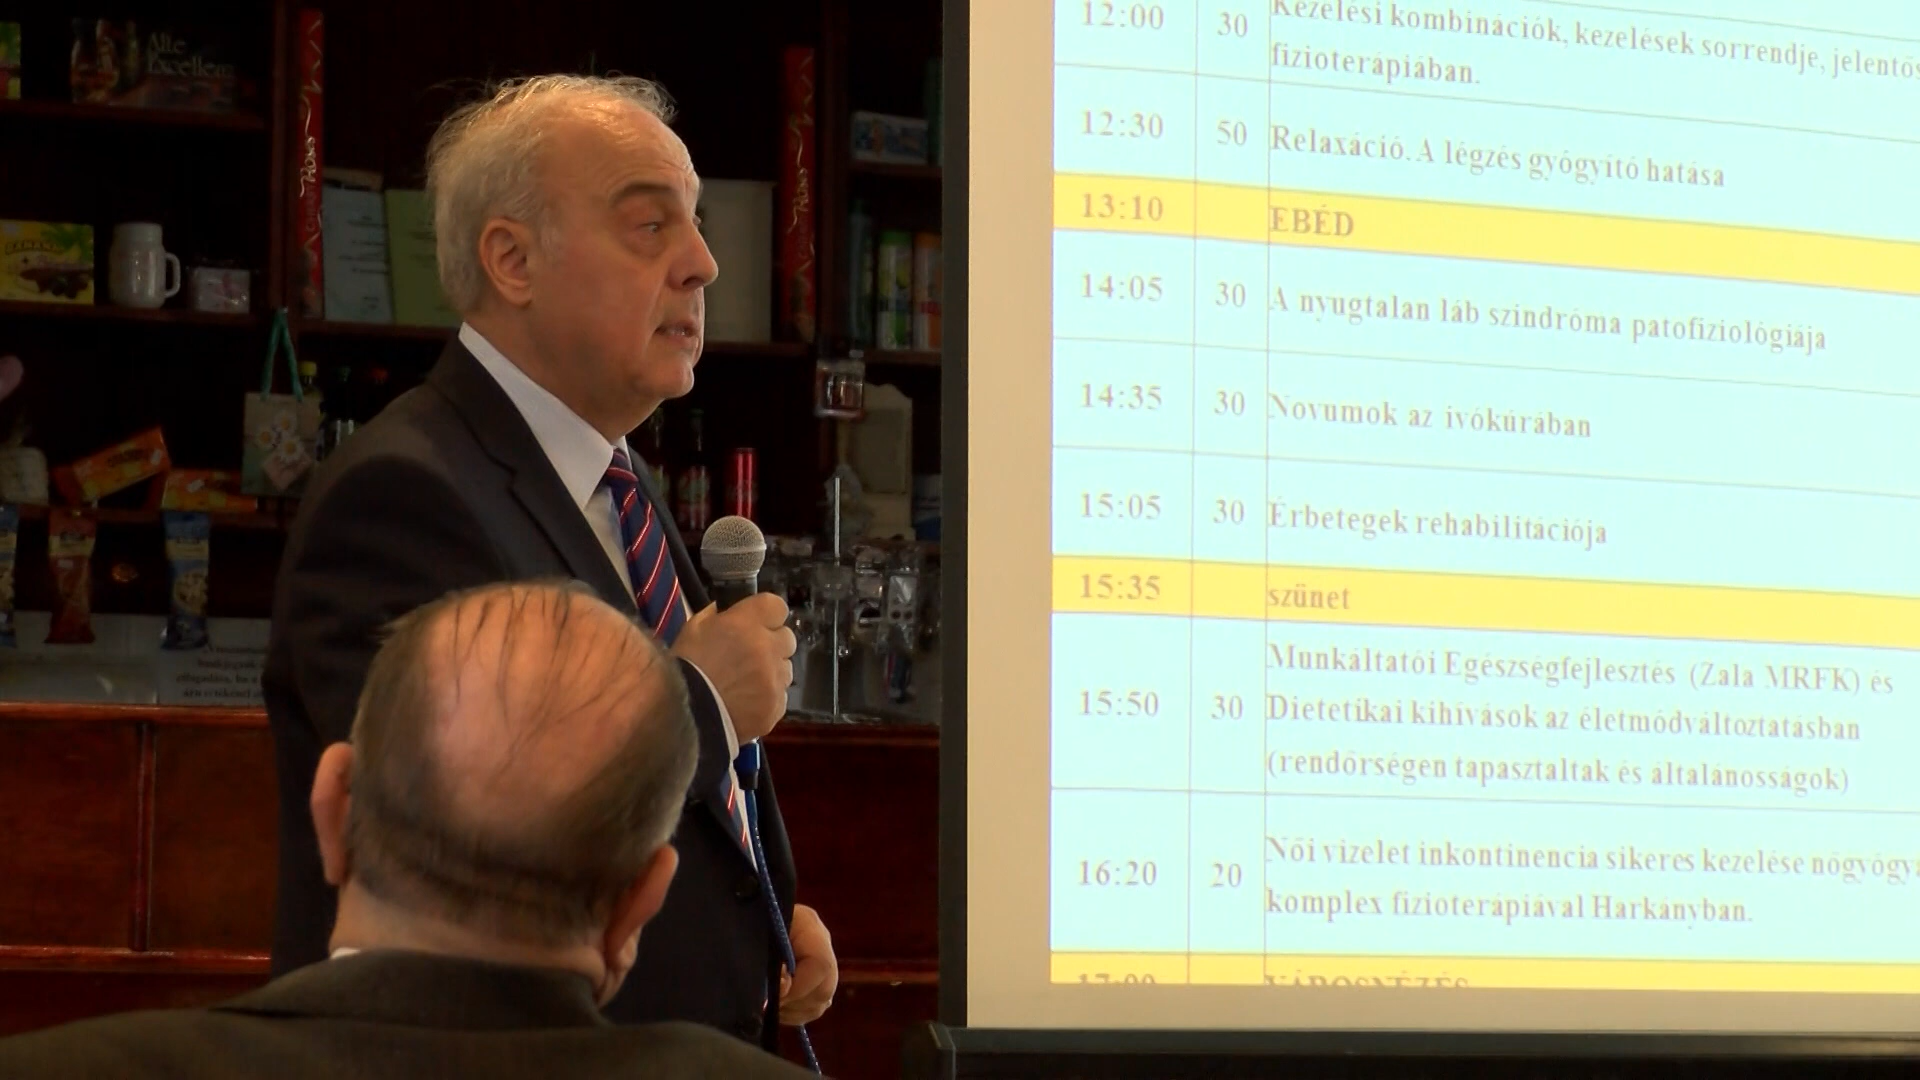 12:00 30 Kezelési kombinációk, kezelések sorrendje,
fizioterápiában.
12:30 50 Relaxáció. A légzés gyógyító hatása
13:10 EBÉD
14:05 30 A nyugtalan láb szindróma patofiziológiája
14:35 30 Novumok az ivókúrában
15:05 30 Érbetegek rehabilitációja
15:35 szünet
15:50 30 Munkáltatói Egészségfejlesztés (Zala MRFK) és
Dietetikai kihívások az életmódváltoztatásban
(rendőrségen tapasztaltak és általánosságok)
16:20 20 Női vizelet inkontinencia sikeres kezelése
komplex fizioterápiával Harkányban.
17:00 VÁROSNÉZÉS